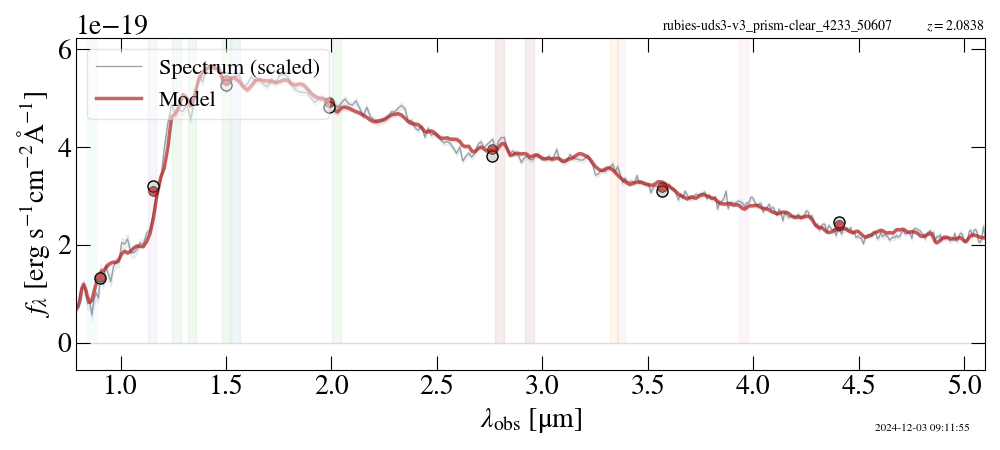 1e−19
rubies-uds3-v3_prism-clear_4233_50607 z = 2.0838
Spectrum (scaled)
Model
6
4
2
0
fλ [erg s⁻¹cm⁻²Å⁻¹]
1.0 1.5 2.0 2.5 3.0 3.5 4.0 4.5 5.0
λobs [μm]
2024-12-03 09:11:55